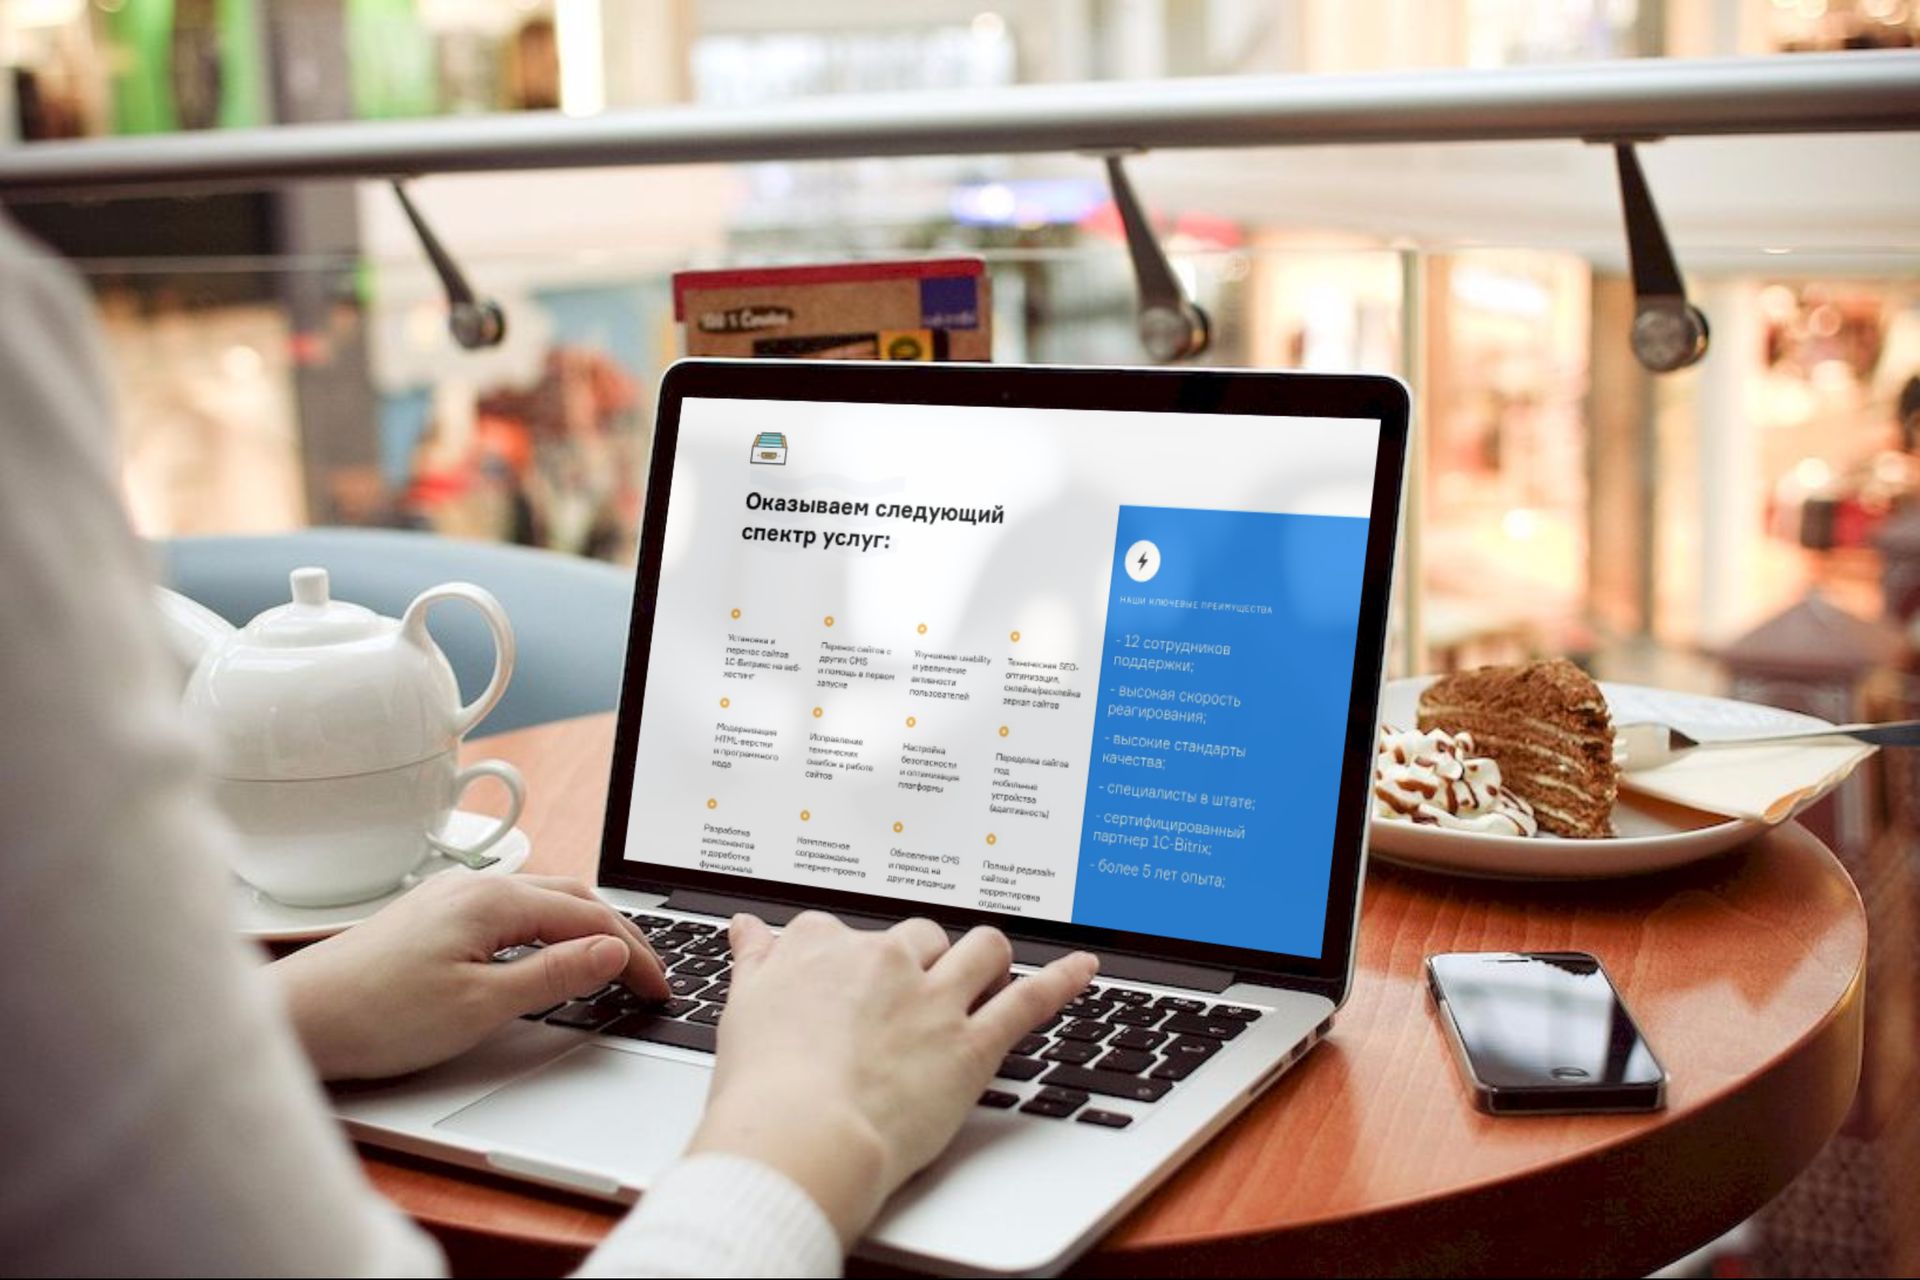 Оказываем следующий
спектр услуг:
Установка и
перенос сайтов
1С-Битрикс на веб-
хостинг
Перенос сайтов с
других CMS
и помощь в первом
запуске
Улучшение usability
и увеличение
активности
пользователей
Техническая SEO-
оптимизация,
склейка/расклейка
зеркал сайтов
Модернизация
HTML-верстки
и программного
кода
Исправление
технических
ошибок в работе
сайтов
Настройка
безопасности
и оптимизация
платформы
Переделка сайтов
под
мобильные
устройства
(адаптивность)
Разработка
компонентов
и доработка
функционала
Комплексное
сопровождение
интернет-проекта
Обновление CMS
и переход на
другие редакции
Полный редизайн
сайтов и
корректировка
отдельных
НАШИ КЛЮЧЕВЫЕ ПРЕИМУЩЕСТВА
- 12 сотрудников
поддержки;
- высокая скорость
реагирования;
- высокие стандарты
качества;
- специалисты в штате;
- сертифицированный
партнер 1C-Bitrix;
- более 5 лет опыта;